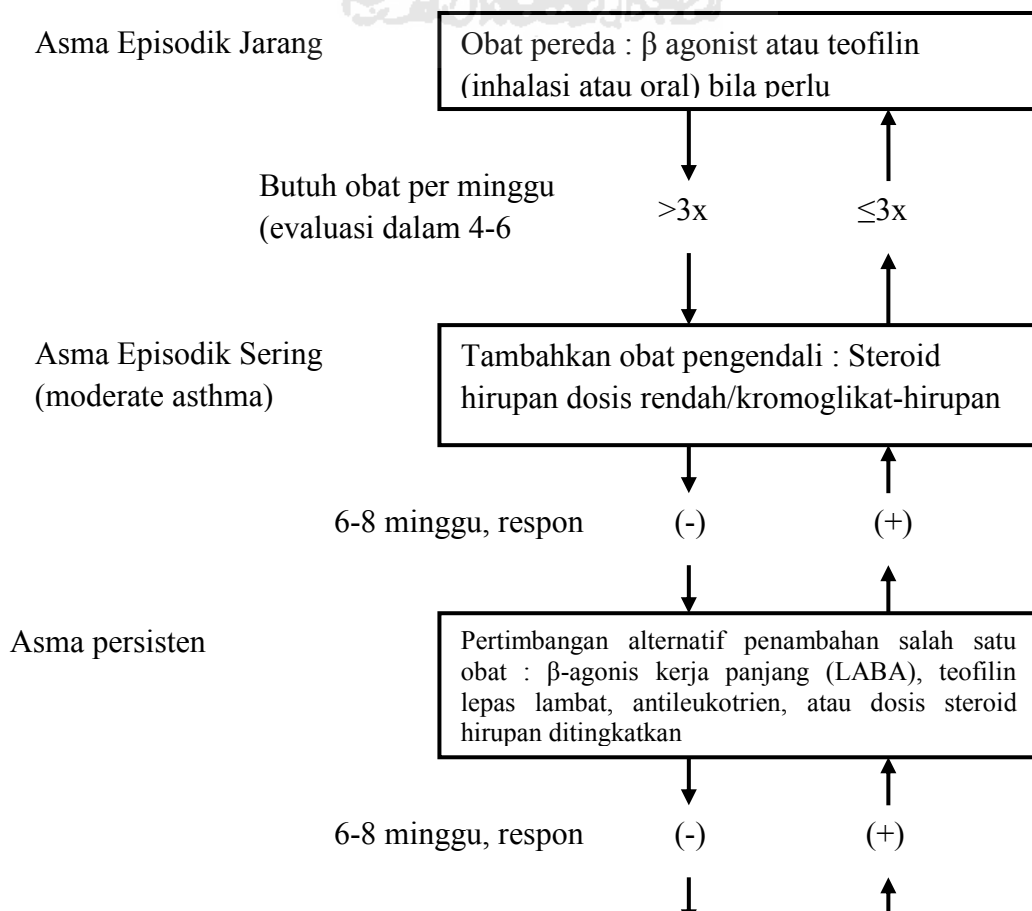 Asma Episodik Jarang
Obat pereda : β agonist atau teofilin
(inhalasi atau oral) bila perlu
Butuh obat per minggu
(evaluasi dalam 4-6
>3x
≤3x
Asma Episodik Sering
(moderate asthma)
Tambahkan obat pengendali : Steroid
hirupan dosis rendah/kromoglikat-hirupan
6-8 minggu, respon
(-)
(+)
Asma persisten
Pertimbangan alternatif penambahan salah satu
obat : β-agonis kerja panjang (LABA), teofilin
lepas lambat, antileukotrien, atau dosis steroid
hirupan ditingkatkan
6-8 minggu, respon
(-)
(+)